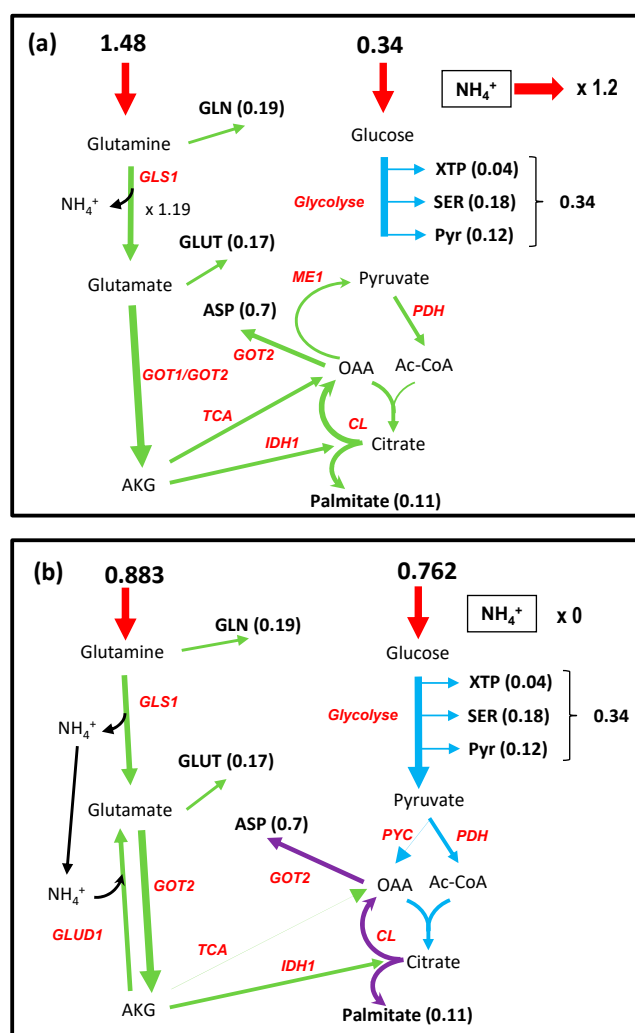 (a)
1.48
0.34
NH₄⁺
x 1.2
GLN (0.19)
Glutamine
Glucose
GLS1
NH₄⁺
x 1.19
Glycolyse
XTP (0.04)
SER (0.18)
Pyr (0.12)
0.34
GLUT (0.17)
Glutamate
ME1
Pyruvate
ASP (0.7)
PDH
GOT2
OAA
Ac-CoA
GOT1/GOT2
TCA
CL
IDH1
Citrate
AKG
Palmitate (0.11)
(b)
0.883
0.762
NH₄⁺
x 0
GLN (0.19)
Glutamine
Glucose
GLS1
NH₄⁺
Glycolyse
XTP (0.04)
SER (0.18)
Pyr (0.12)
0.34
GLUT (0.17)
Glutamate
Pyruvate
ASP (0.7)
PYC
PDH
GOT2
OAA
Ac-CoA
NH₄⁺
GOT2
GLUD1
TCA
CL
IDH1
Citrate
AKG
Palmitate (0.11)